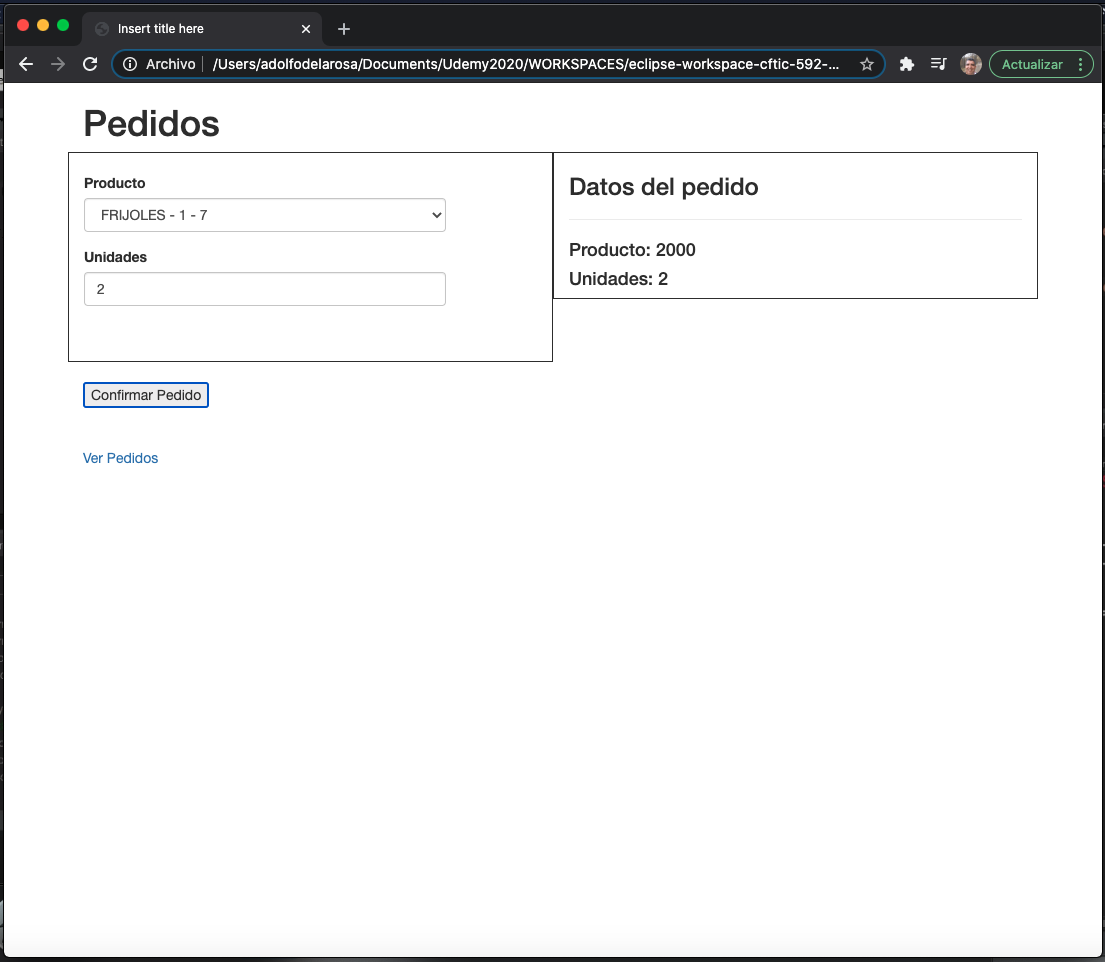 Insert title here
Archivo /Users/adolfodelarosa/Documents/Udemy2020/WORKSPACES/eclipse-workspace-cftic-592-... Actualizar
Pedidos
Producto
FRIJOLES - 1 - 7
Unidades
2
Datos del pedido
Producto: 2000
Unidades: 2
Confirmar Pedido
Ver Pedidos